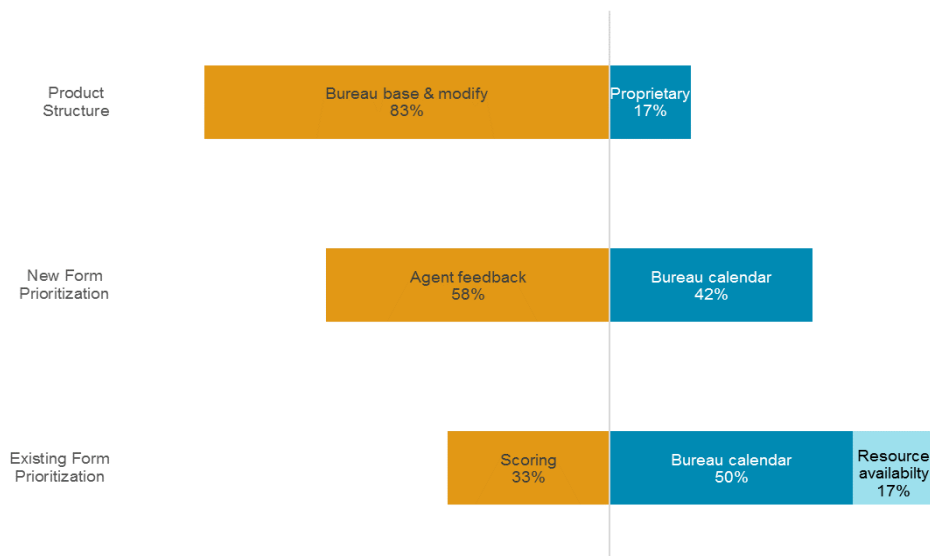 Product
Structure
Bureau base & modify
83%
Proprietary
17%
New Form
Prioritization
Agent feedback
58%
Bureau calendar
42%
Existing Form
Prioritization
Scoring
33%
Bureau calendar
50%
Resource
availabilty
17%